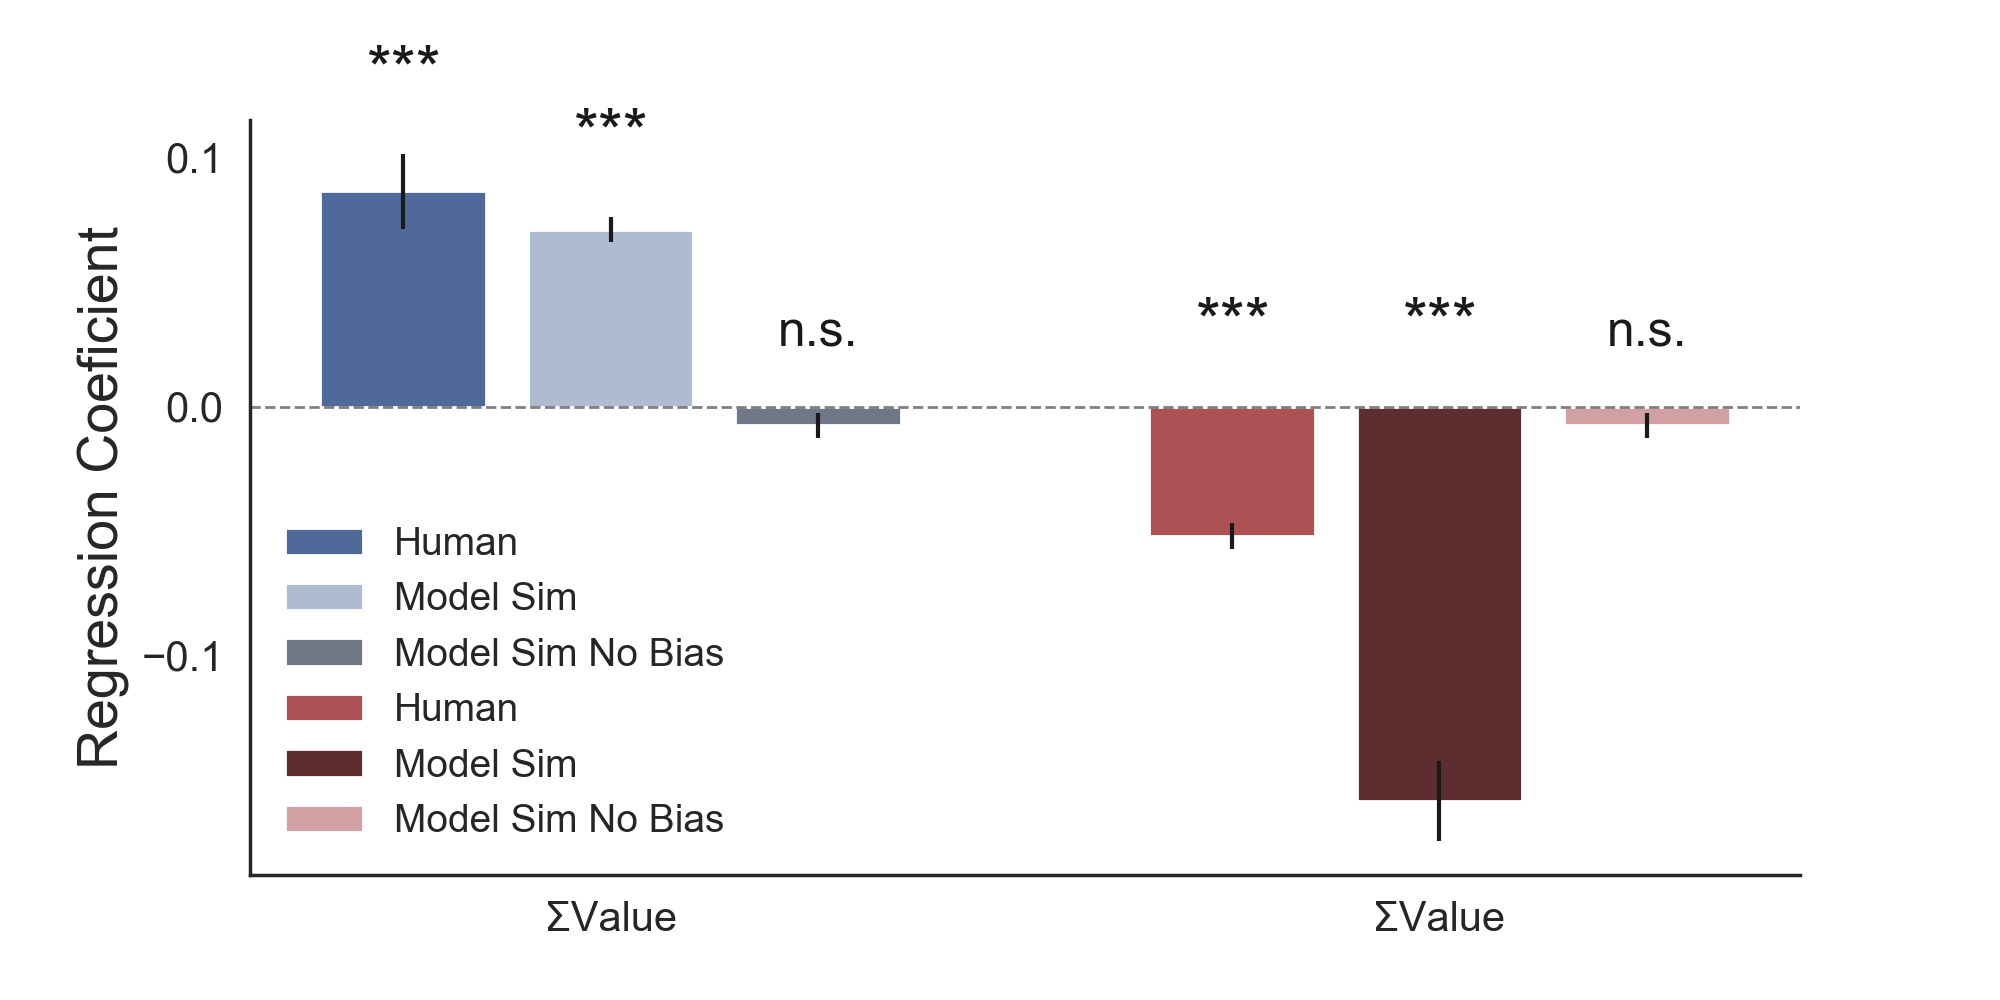 ***
***
0.1
Regression Coefficient
***
***
n.s.
n.s.
0.0
−0.1
Human
Model Sim
Model Sim No Bias
Human
Model Sim
Model Sim No Bias
ΣValue
ΣValue